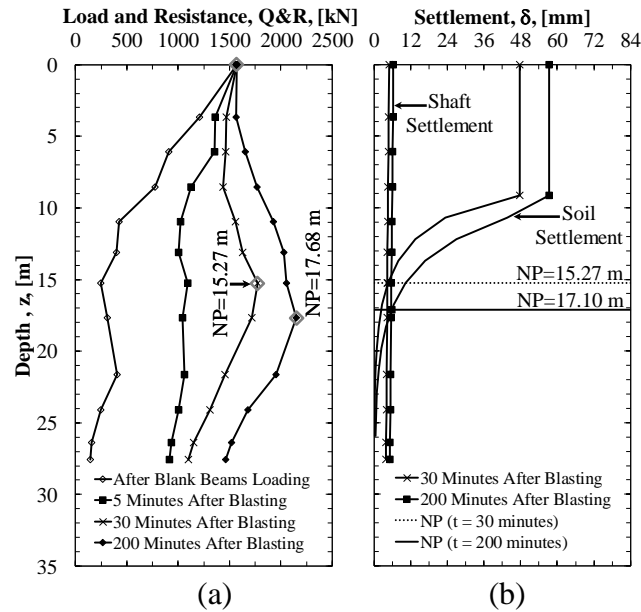 Load and Resistance, Q&R, [kN]
0 500 1000 1500 2000 2500
Depth , z, [m]
0
5
10
15
20
25
30
35
NP=15.27 m
NP=17.68 m
After Blank Beams Loading
5 Minutes After Blasting
30 Minutes After Blasting
200 Minutes After Blasting
(a)
Settlement, δ, [mm]
0 12 24 36 48 60 72 84
Shaft
Settlement
Soil
Settlement
NP=15.27 m
NP=17.10 m
30 Minutes After Blasting
200 Minutes After Blasting
NP (t = 30 minutes)
NP (t = 200 minutes)
(b)